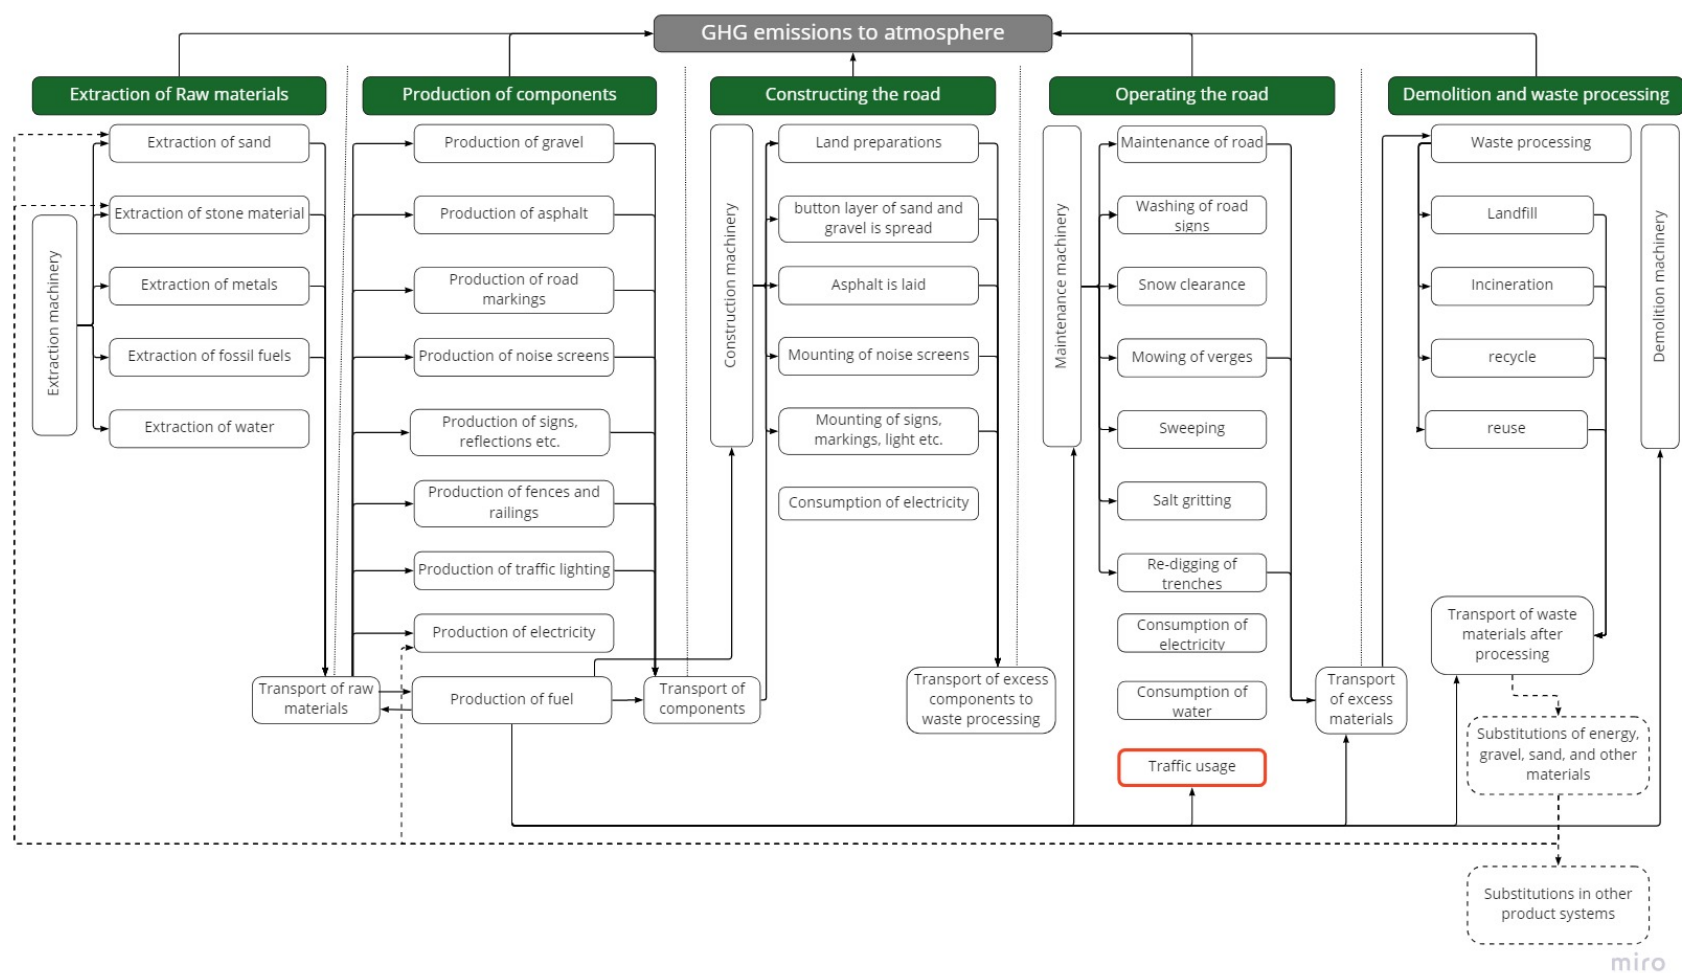 GHG emissions to atmosphere
Extraction of Raw materials
Extraction machinery
Extraction of sand
Extraction of stone material
Extraction of metals
Extraction of fossil fuels
Extraction of water
Transport of raw
materials
Production of components
Production of gravel
Production of asphalt
Production of road
markings
Production of noise screens
Production of signs,
reflections etc.
Production of fences and
railings
Production of traffic lighting
Production of electricity
Production of fuel
Transport of
components
Constructing the road
Construction machinery
Land preparations
button layer of sand and
gravel is spread
Asphalt is laid
Mounting of noise screens
Mounting of signs,
markings, light etc.
Consumption of electricity
Transport of excess
components to
waste processing
Operating the road
Maintenance machinery
Maintenance of road
Washing of road
signs
Snow clearance
Mowing of verges
Sweeping
Salt gritting
Re-digging of
trenches
Consumption of
electricity
Consumption of
water
Traffic usage
Transport
of excess
materials
Demolition and waste processing
Waste processing
Landfill
Incineration
recycle
reuse
Demolition machinery
Transport of waste
materials after
processing
Substitutions of energy,
gravel, sand, and other
materials
Substitutions in other
product systems
miro